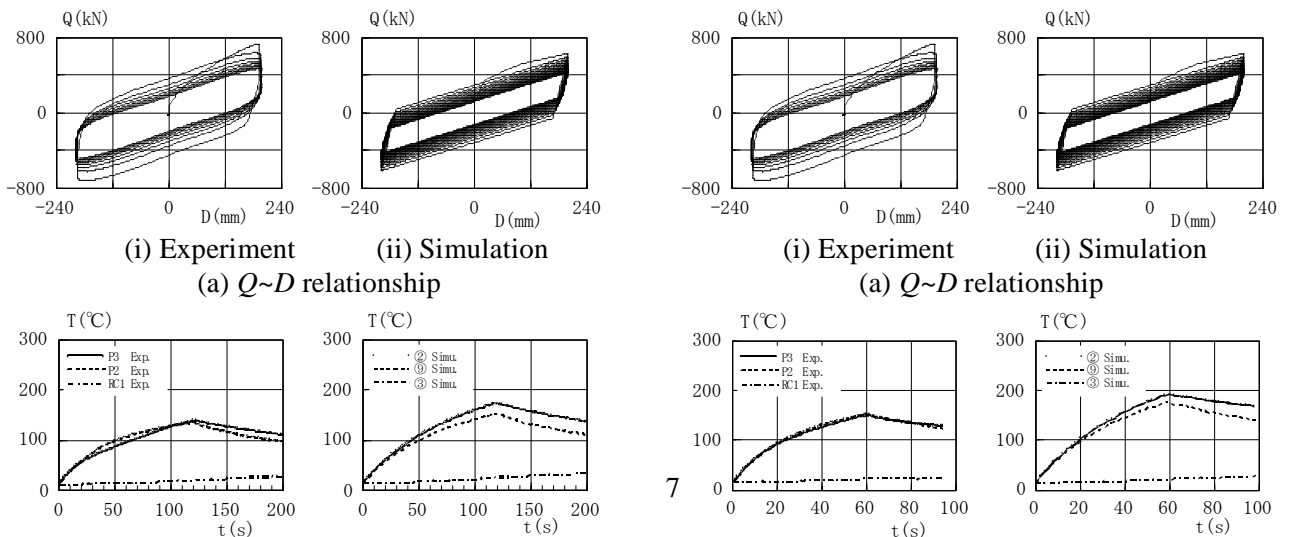 Q(kN) Q(kN) Q(kN) Q(kN)
800 800 800 800
0 0 0 0
-800 -800 -800 -800
-240 0 240 -240 0 240 -240 0 240 -240 0 240
D(mm) D(mm) D(mm) D(mm)
(i) Experiment (ii) Simulation (i) Experiment (ii) Simulation
(a) Q~D relationship (a) Q~D relationship
T(℃) T(℃) T(℃) T(℃)
300 300 300 300
P3 Exp. ② Simu. P3 Exp. ② Simu.
P2 Exp. ⑨ Simu. P2 Exp. ⑨ Simu.
RC1 Exp. ③ Simu. RC1 Exp. ③ Simu.
200 200 200 200
100 100 100 100
0 0 0 0
7
0 50 100 150 200 0 50 100 150 200 0 20 40 60 80 100 0 20 40 60 80 100
t(s) t(s) t(s) t(s)